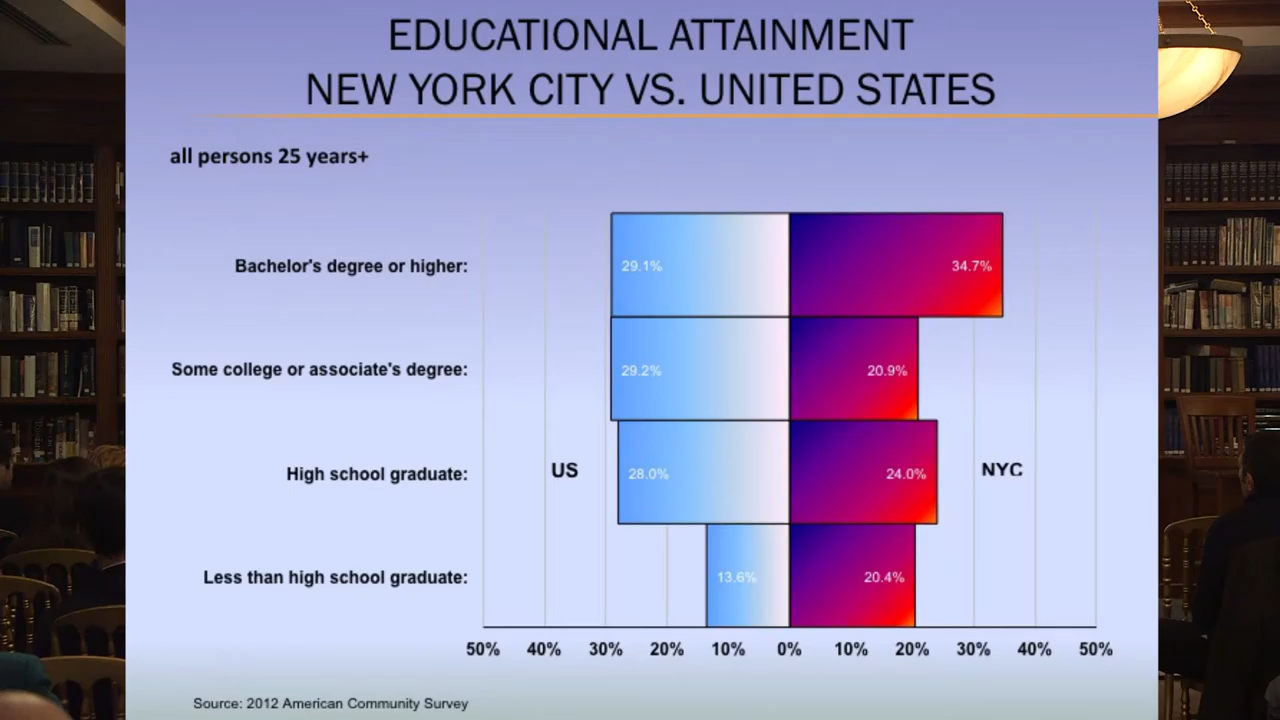 EDUCATIONAL ATTAINMENT
NEW YORK CITY VS. UNITED STATES
all persons 25 years+
Bachelor's degree or higher:
29.1%
34.7%
Some college or associate's degree:
29.2%
20.9%
High school graduate:
US
28.0%
24.0%
NYC
Less than high school graduate:
13.6%
20.4%
50% 40% 30% 20% 10% 0% 10% 20% 30% 40% 50%
Source: 2012 American Community Survey